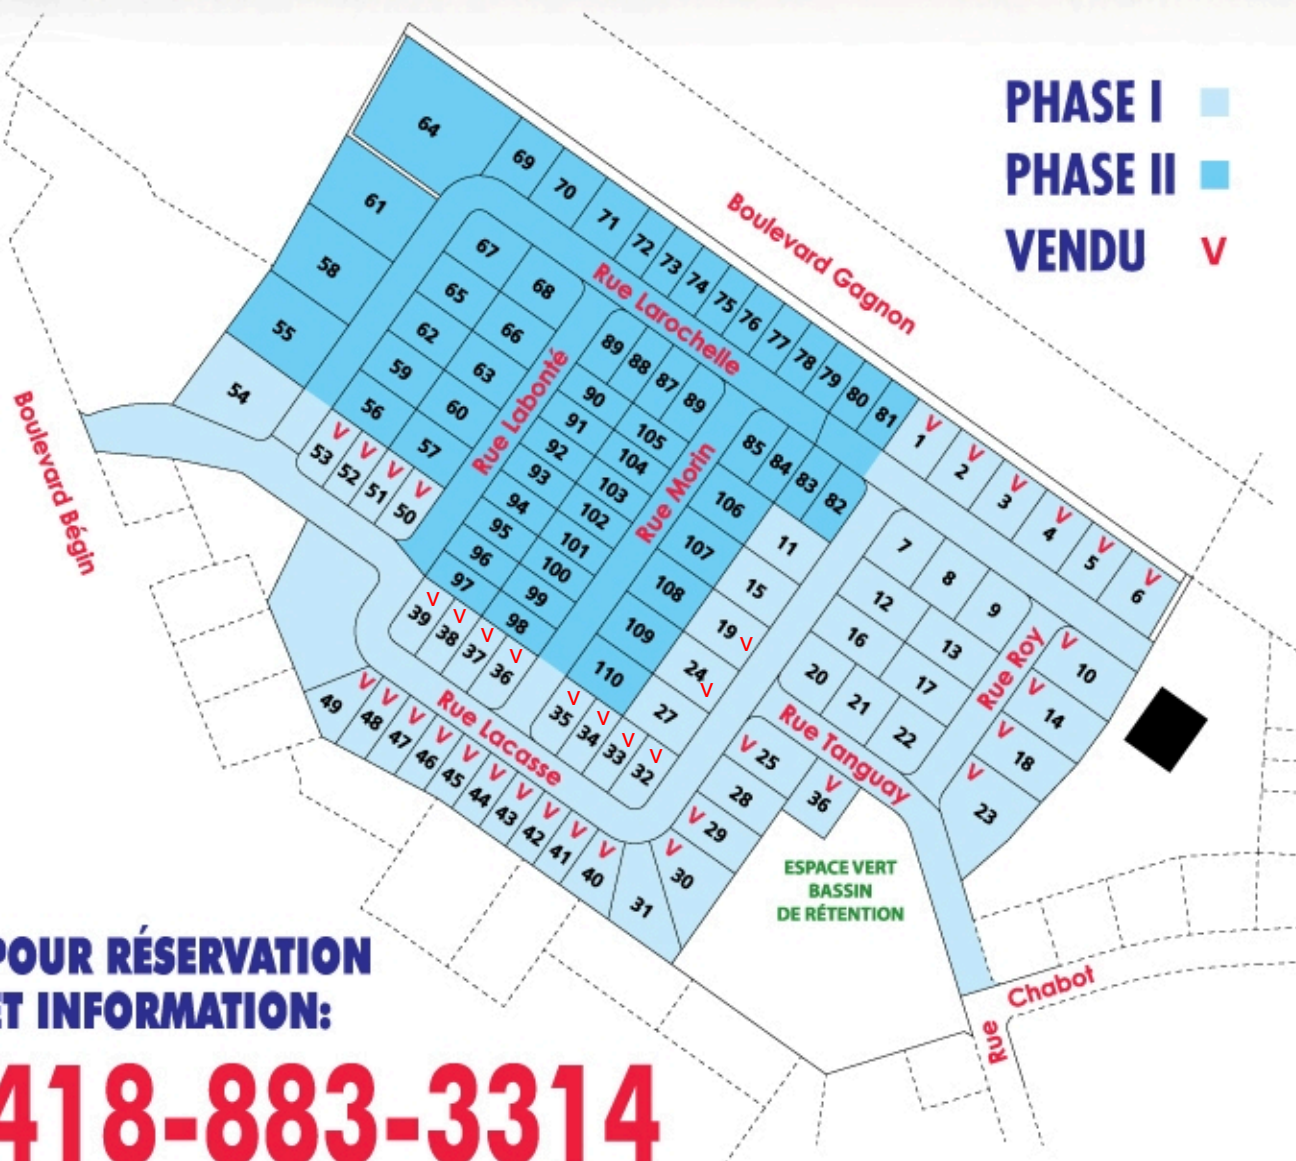 PHASE I
PHASE II
VENDU V
Boulevard Gagnon
64
69
70
71
72
73
74
75
76
77
78
79
80
81
61
58
55
54
67
68
65
66
62
63
59
60
56
57
Rue Larochelle
Rue Labonté
Rue Morin
89
88
87
89
90
105
91
104
92
103
93
102
94
101
95
100
96
99
97
98
85
84
83
82
106
107
108
109
110
11
15
19 V
24 V
27
V
1
V
2
V
3
V
4
V
5
V
6
7
8
9
12
13
16
17
20
21
22
Rue Roy
V
10
V
14
V
18
V
23
Boulevard Bégin
V V V V
53
52
51
50
V V V V
39
38
37
36
V V V V
35
34
33
32
Rue Lacasse
Rue Tanguay
49
V V V V V V V V V V
48
47
46
45
44
43
42
41
40
31
V 25
28
V 29
V
30
V
36
ESPACE VERT
BASSIN
DE RÉTENTION
Rue Chabot
POUR RÉSERVATION
ET INFORMATION:
418-883-3314